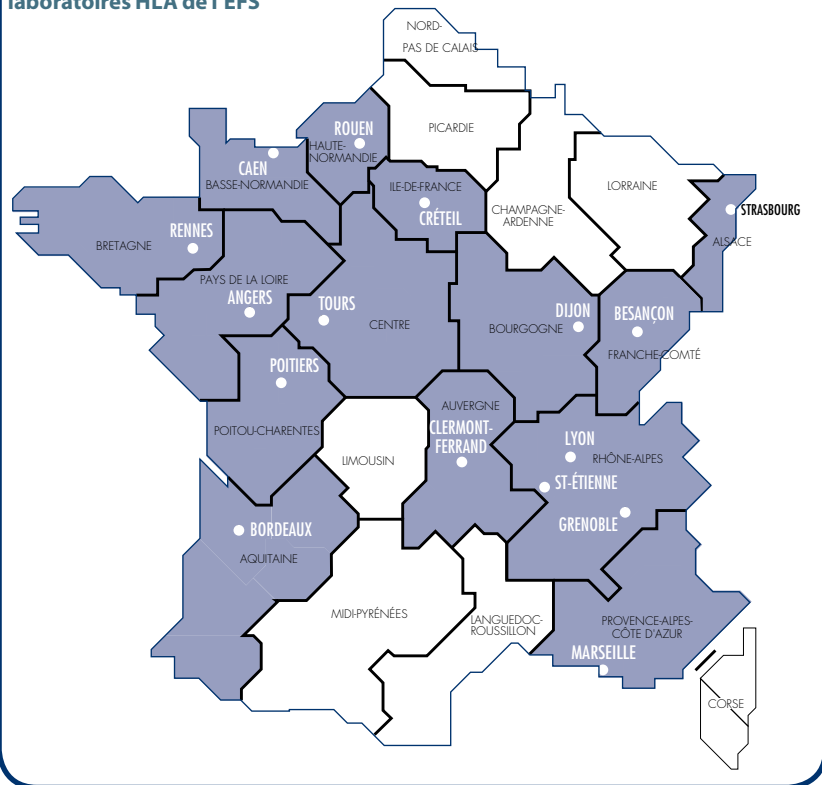 laboratoires HLA de l'EFS
NORD-
PAS DE CALAIS
PICARDIE
ROUEN
HAUTE-
NORMANDIE
CAEN
BASSE-NORMANDIE
ILE-DE-FRANCE
CRÉTEIL
CHAMPAGNE-
ARDENNE
LORRAINE
STRASBOURG
ALSACE
RENNES
BRETAGNE
PAYS DE LA LOIRE
ANGERS
TOURS
CENTRE
DIJON
BOURGOGNE
BESANÇON
FRANCHE-COMTÉ
POITIERS
POITOU-CHARENTES
LIMOUSIN
AUVERGNE
CLERMONT-
FERRAND
LYON
RHÔNE-ALPES
ST-ÉTIENNE
GRENOBLE
BORDEAUX
AQUITAINE
MIDI-PYRÉNÉES
LANGUEDOC-
ROUSSILLON
PROVENCE-ALPES-
CÔTE D'AZUR
MARSEILLE
CORSE